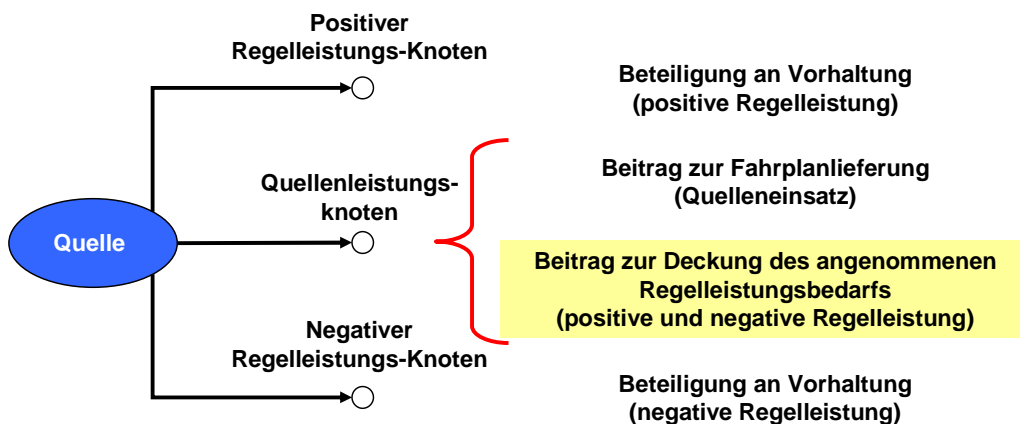 Positiver
Regelleistungs-Knoten
Beteiligung an Vorhaltung
(positive Regelleistung)
Quellenleistungs-
knoten
Beitrag zur Fahrplanlieferung
(Quelleneinsatz)
Quelle
Beitrag zur Deckung des angenommenen
Regelleistungsbedarfs
(positive und negative Regelleistung)
Negativer
Regelleistungs-Knoten
Beteiligung an Vorhaltung
(negative Regelleistung)